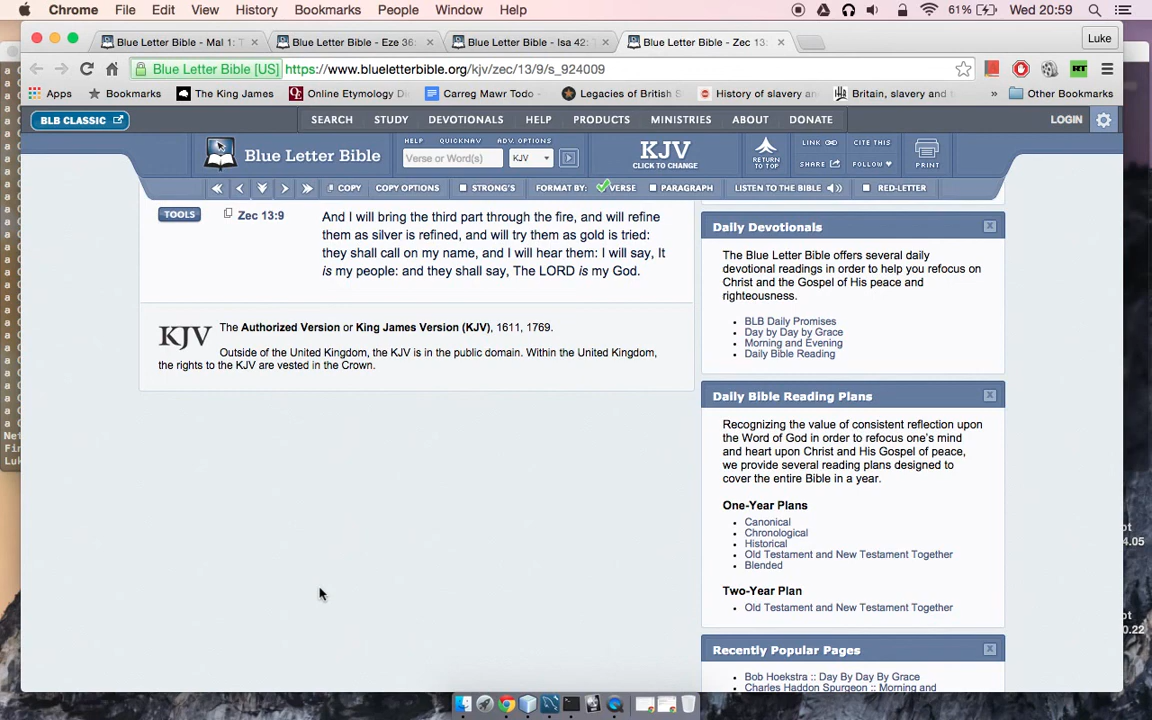 Chrome File Edit View History Bookmarks People Window Help 61% Wed 20:59
Blue Letter Bible - Mal 1: T Blue Letter Bible - Eze 36: Blue Letter Bible - Isa 42: T Blue Letter Bible - Zec 13: Luke
Blue Letter Bible [US] https://www.blueletterbible.org/kjv/zec/13/9/s_924009
Apps Bookmarks The King James Online Etymology Di Carreg Mawr Todo - Legacies of British S History of slavery a Britain, slavery and » Other Bookmarks
BLB CLASSIC SEARCH STUDY DEVOTIONALS HELP PRODUCTS MINISTRIES ABOUT DONATE LOGIN
HELP QUICKNAV ADV. OPTIONS
Blue Letter Bible Verse or Word(s) KJV
KJV
CLICK TO CHANGE
RETURN
TO TOP
LINK CITE THIS
SHARE FOLLOW
PRINT
COPY COPY OPTIONS STRONG'S FORMAT BY: VERSE PARAGRAPH LISTEN TO THE BIBLE RED-LETTER
TOOLS Zec 13:9 And I will bring the third part through the fire, and will refine
them as silver is refined, and will try them as gold is tried:
they shall call on my name, and I will hear them: I will say, It
is my people: and they shall say, The LORD is my God.
KJV The Authorized Version or King James Version (KJV), 1611, 1769.
Outside of the United Kingdom, the KJV is in the public domain. Within the United Kingdom,
the rights to the KJV are vested in the Crown.
Daily Devotionals
The Blue Letter Bible offers several daily
devotional readings in order to help you refocus on
Christ and the Gospel of His peace and
righteousness.
BLB Daily Promises
Day by Day by Grace
Morning and Evening
Daily Bible Reading
Daily Bible Reading Plans
Recognizing the value of consistent reflection upon
the Word of God in order to refocus one's mind
and heart upon Christ and His Gospel of peace,
we provide several reading plans designed to
cover the entire Bible in a year.
One-Year Plans
Canonical
Chronological
Historical
Old Testament and New Testament Together
Blended
Two-Year Plan
Old Testament and New Testament Together
Recently Popular Pages
Bob Hoekstra :: Day By Day By Grace
Charles Haddon Spurgeon :: Morning and